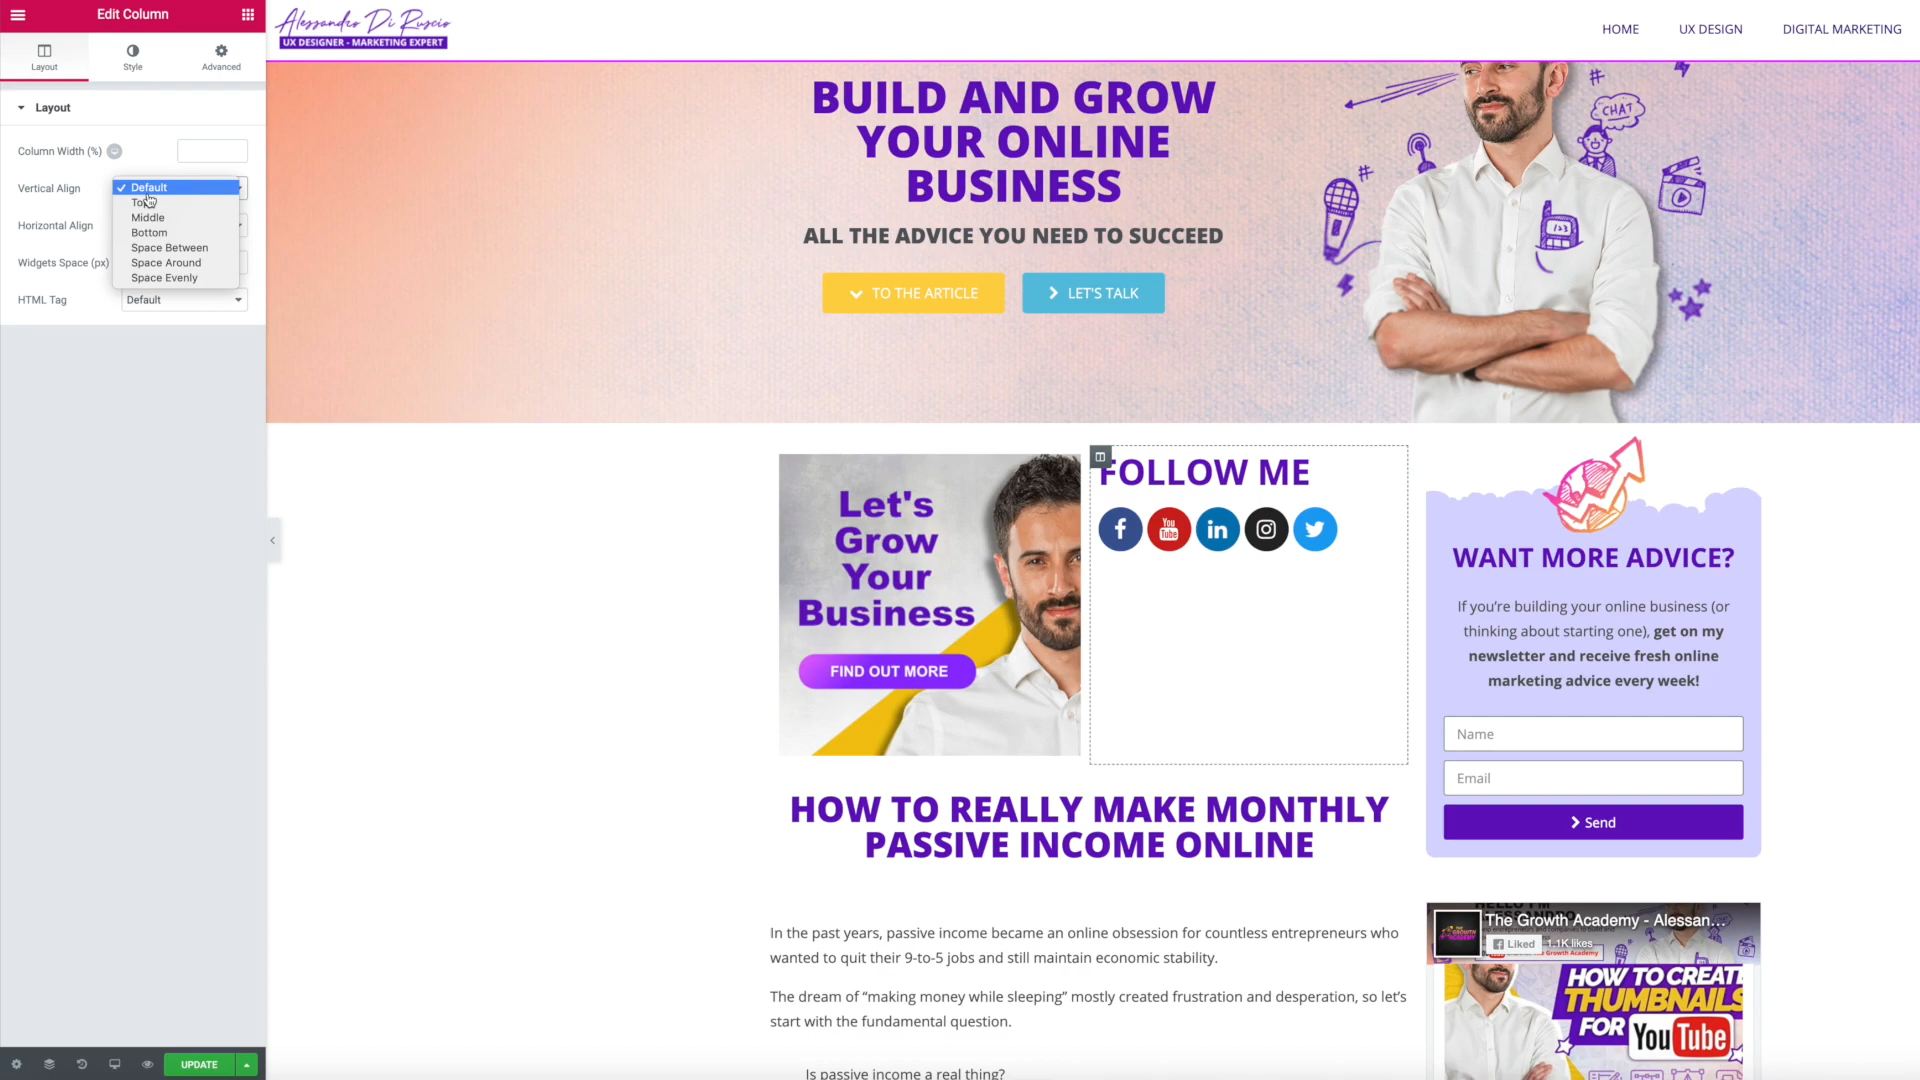 Edit Column
Layout
Style
Advanced
Layout
Column Width (%)
Vertical Align
Default
Top
Middle
Bottom
Space Between
Space Around
Space Evenly
Horizontal Align
Widgets Space (px)
HTML Tag
Default
UPDATE
Alessandro Di Ruscio
UX DESIGNER - MARKETING EXPERT
HOME
UX DESIGN
DIGITAL MARKETING
BUILD AND GROW
YOUR ONLINE
BUSINESS
ALL THE ADVICE YOU NEED TO SUCCEED
TO THE ARTICLE
LET'S TALK
CHAT
Let's
Grow
Your
Business
FIND OUT MORE
FOLLOW ME
You
Tube
WANT MORE ADVICE?
If you’re building your online business (or
thinking about starting one), get on my
newsletter and receive fresh online
marketing advice every week!
Name
Email
Send
HOW TO REALLY MAKE MONTHLY
PASSIVE INCOME ONLINE
In the past years, passive income became an online obsession for countless entrepreneurs who
wanted to quit their 9-to-5 jobs and still maintain economic stability.
The dream of “making money while sleeping” mostly created frustration and desperation, so let’s
start with the fundamental question.
Is passive income a real thing?
The Growth Academy - Alessan...
Liked
1.1K likes
HOW TO CREATE
THUMBNAILS
FOR YouTube